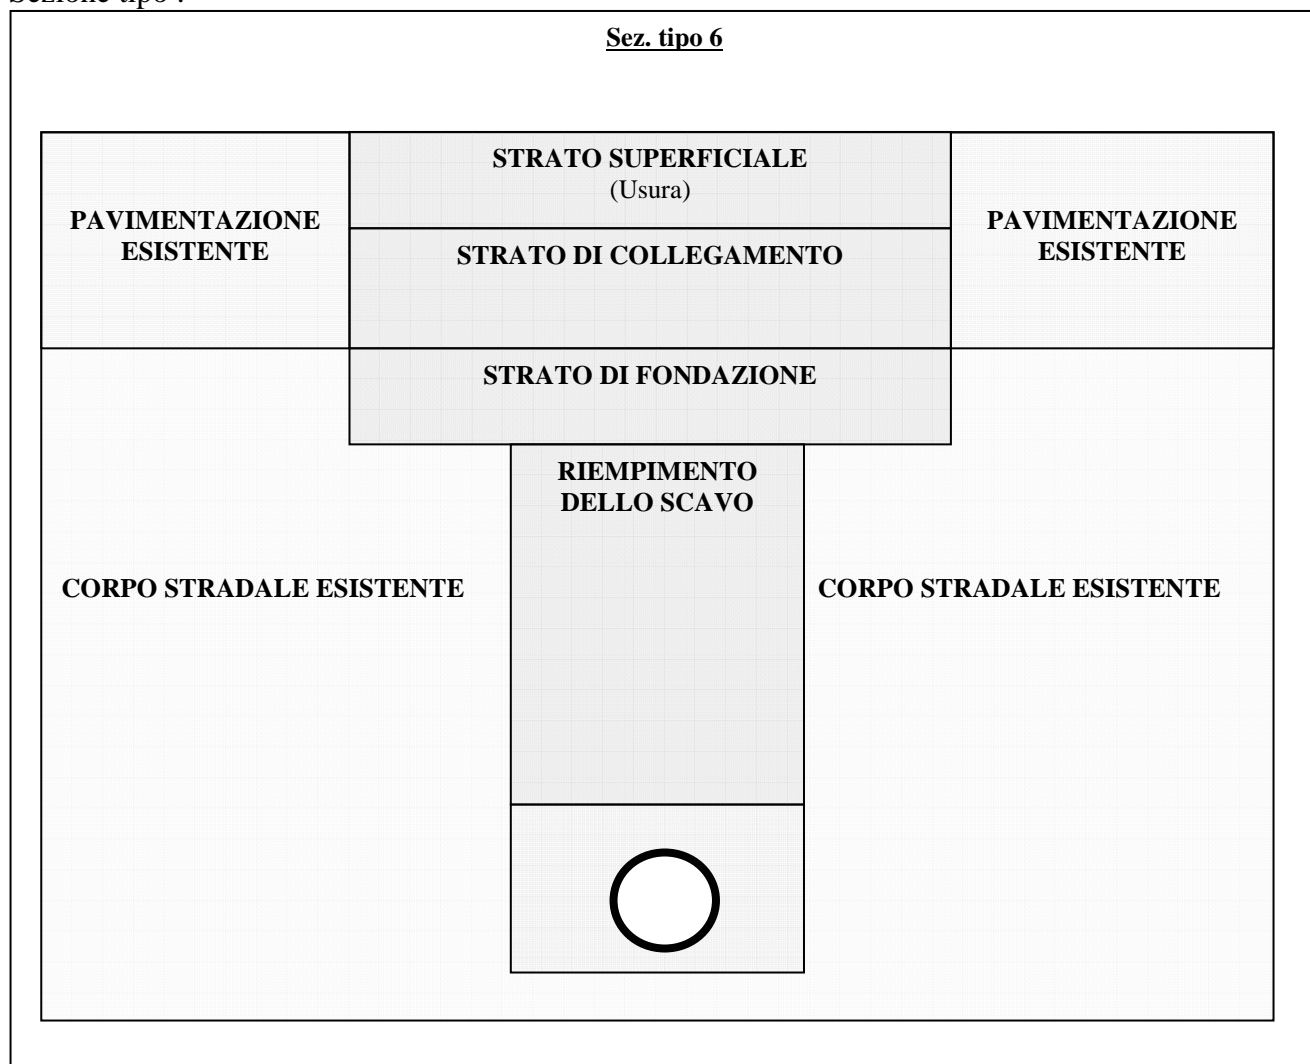 Sezione tipo :
Sez. tipo 6
STRATO SUPERFICIALE
(Usura)
PAVIMENTAZIONE
ESISTENTE
STRATO DI COLLEGAMENTO
PAVIMENTAZIONE
ESISTENTE
STRATO DI FONDAZIONE
RIEMPIMENTO
DELLO SCAVO
CORPO STRADALE ESISTENTE
CORPO STRADALE ESISTENTE